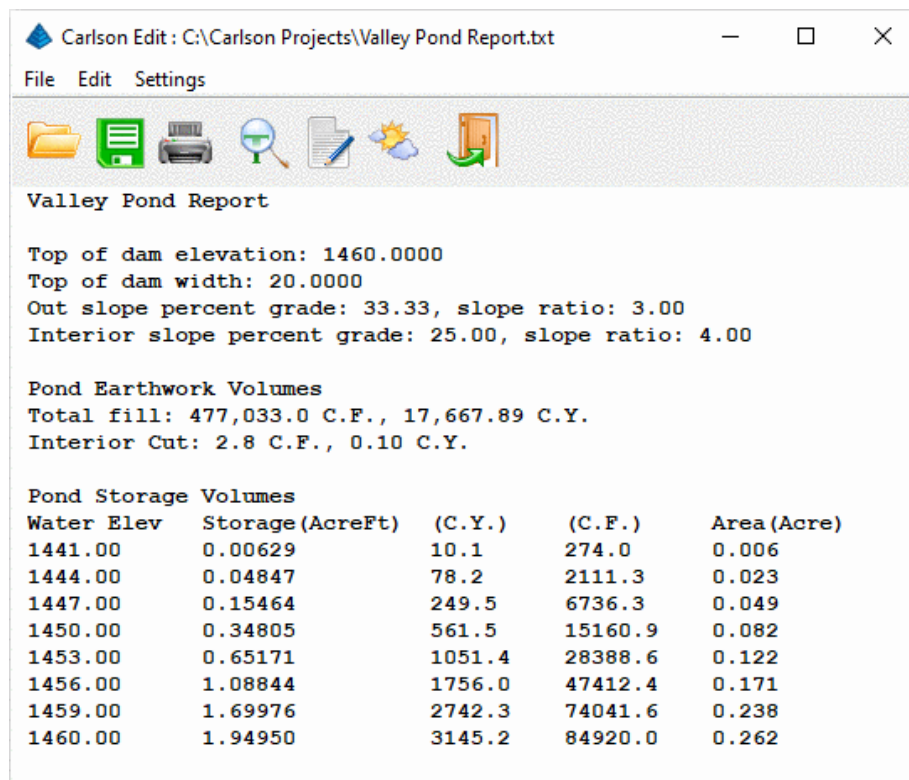 Carlson Edit : C:\Carlson Projects\Valley Pond Report.txt
File Edit Settings
Valley Pond Report
Top of dam elevation: 1460.0000
Top of dam width: 20.0000
Out slope percent grade: 33.33, slope ratio: 3.00
Interior slope percent grade: 25.00, slope ratio: 4.00
Pond Earthwork Volumes
Total fill: 477,033.0 C.F., 17,667.89 C.Y.
Interior Cut: 2.8 C.F., 0.10 C.Y.
Pond Storage Volumes
Water Elev Storage(AcreFt) (C.Y.) (C.F.) Area(Acre)
1441.00 0.00629 10.1 274.0 0.006
1444.00 0.04847 78.2 2111.3 0.023
1447.00 0.15464 249.5 6736.3 0.049
1450.00 0.34805 561.5 15160.9 0.082
1453.00 0.65171 1051.4 28388.6 0.122
1456.00 1.08844 1756.0 47412.4 0.171
1459.00 1.69976 2742.3 74041.6 0.238
1460.00 1.94950 3145.2 84920.0 0.262